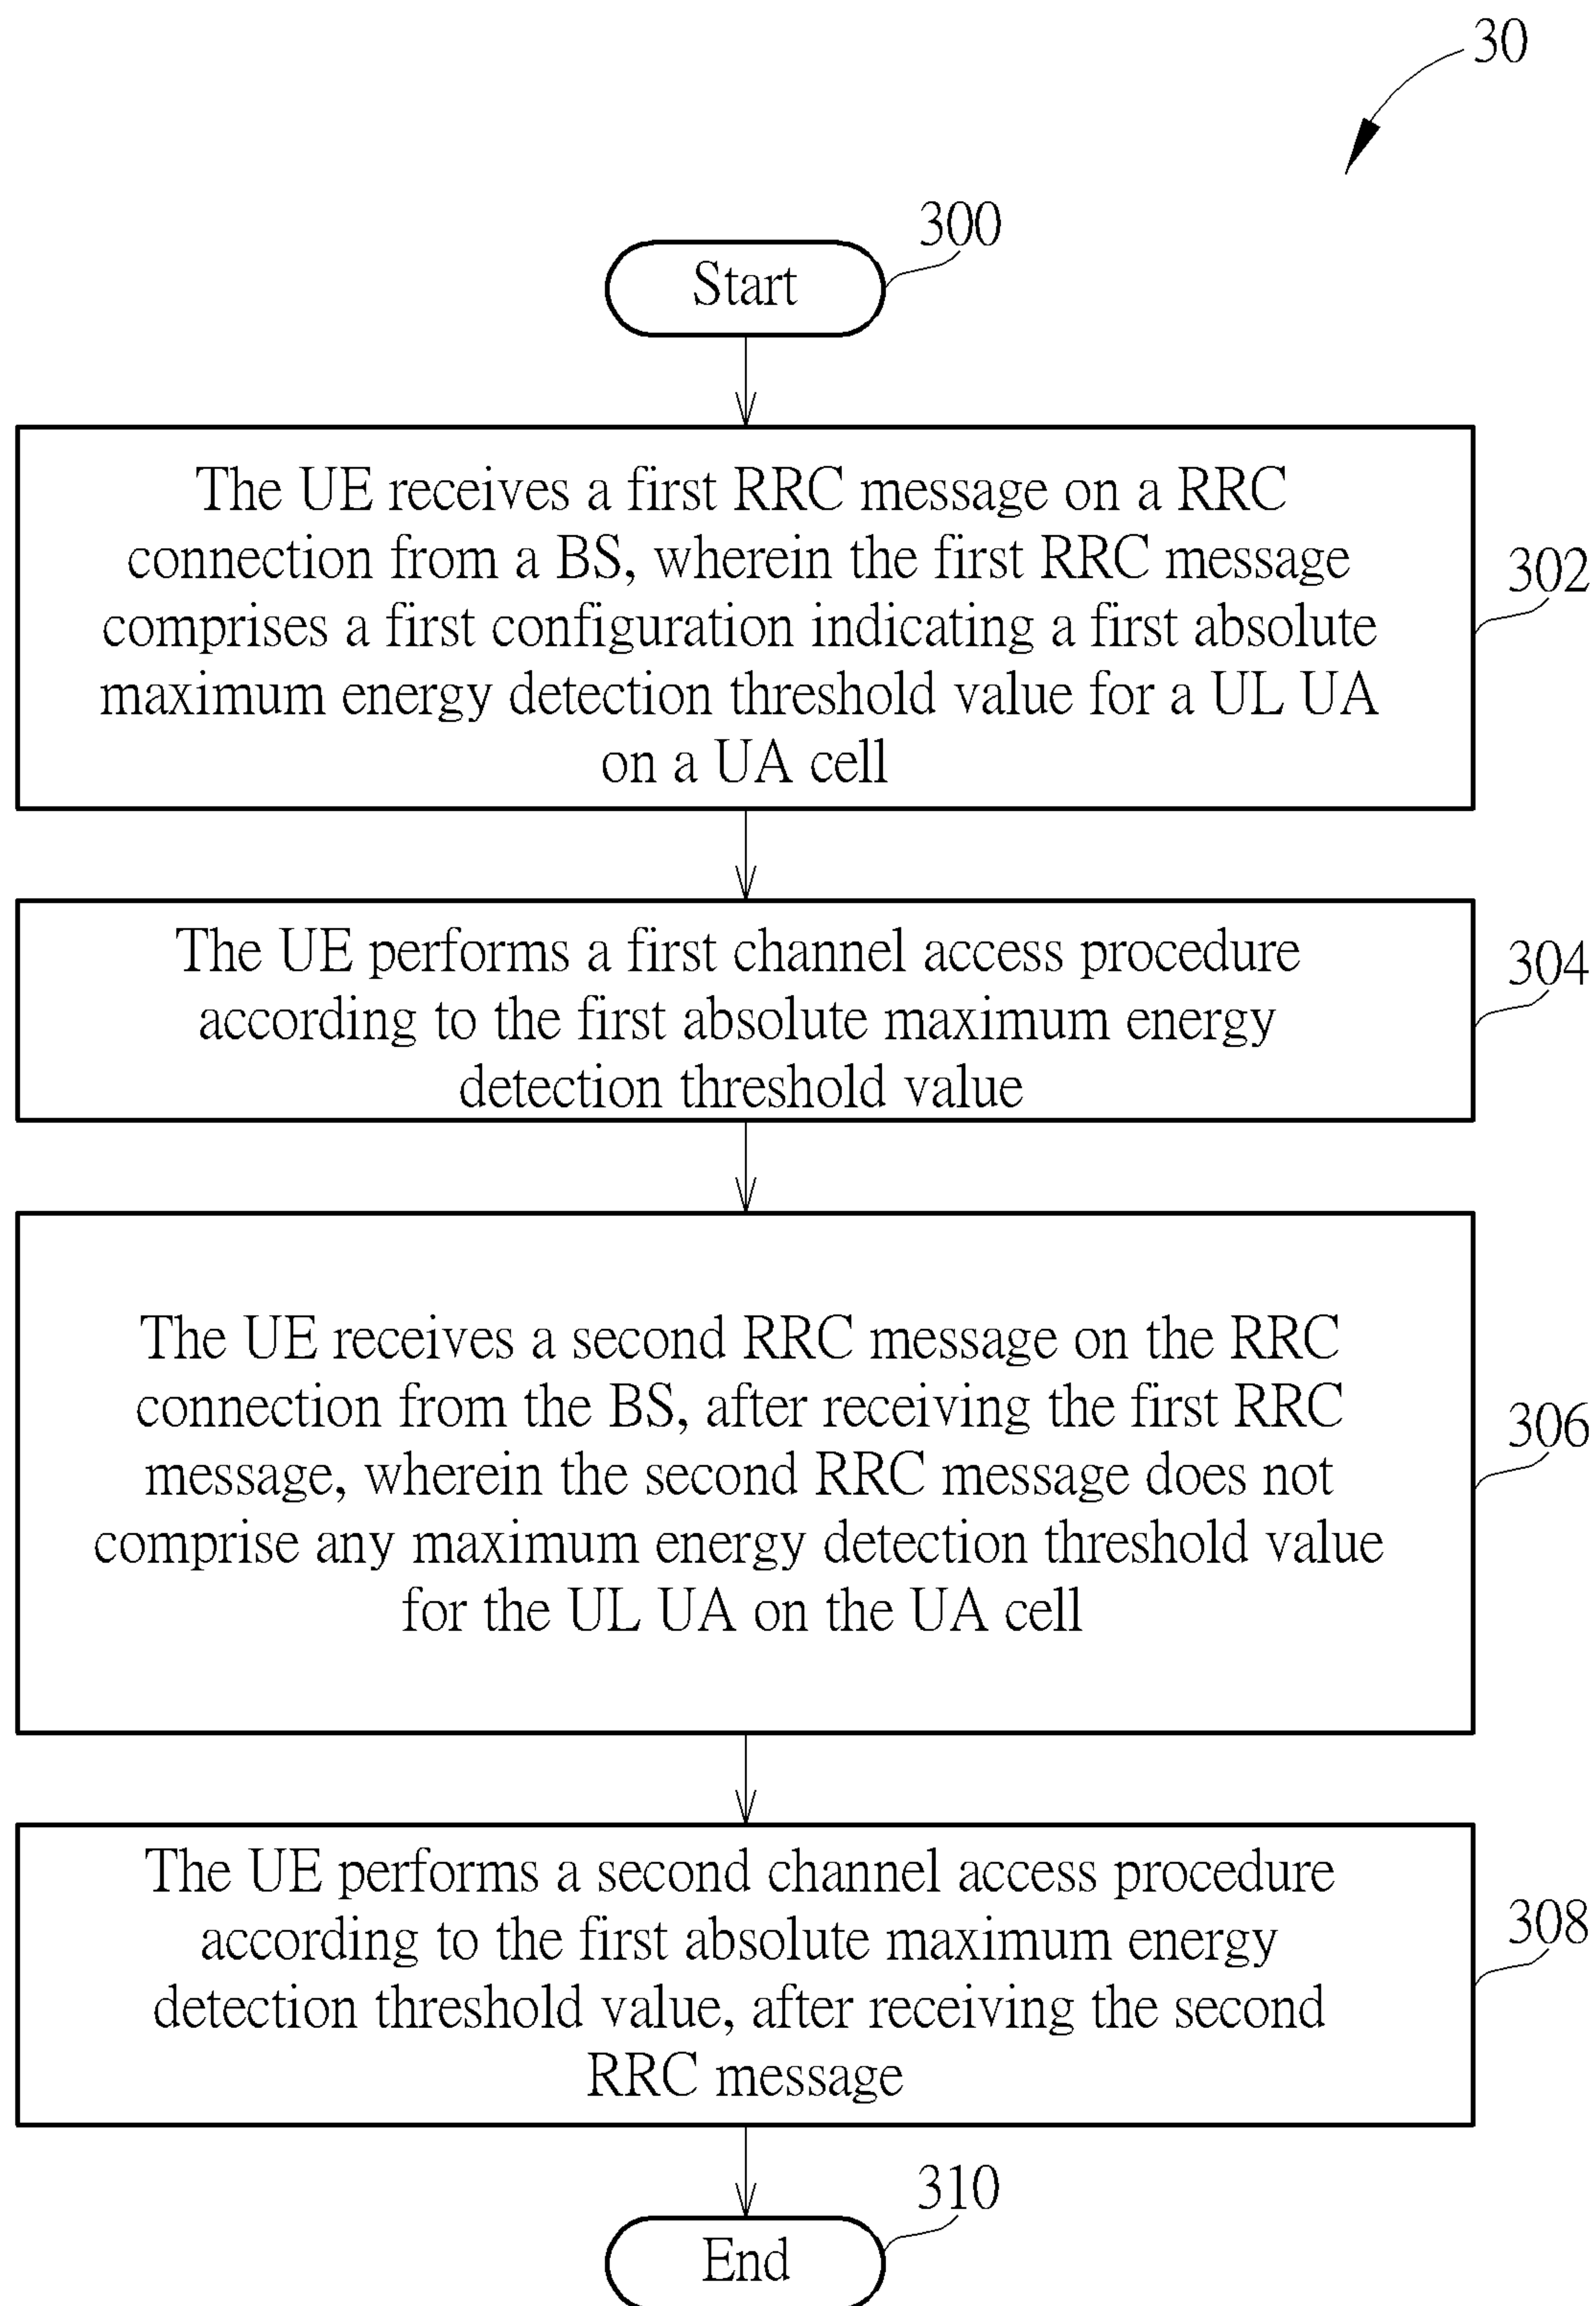 30
300
Start
The UE receives a first RRC message on a RRC
connection from a BS, wherein the first RRC message
comprises a first configuration indicating a first absolute
maximum energy detection threshold value for a UL UA
on a UA cell
302
The UE performs a first channel access procedure
according to the first absolute maximum energy
detection threshold value
304
The UE receives a second RRC message on the RRC
connection from the BS, after receiving the first RRC
message, wherein the second RRC message does not
comprise any maximum energy detection threshold value
for the UL UA on the UA cell
306
The UE performs a second channel access procedure
according to the first absolute maximum energy
detection threshold value, after receiving the second
RRC message
308
310
End